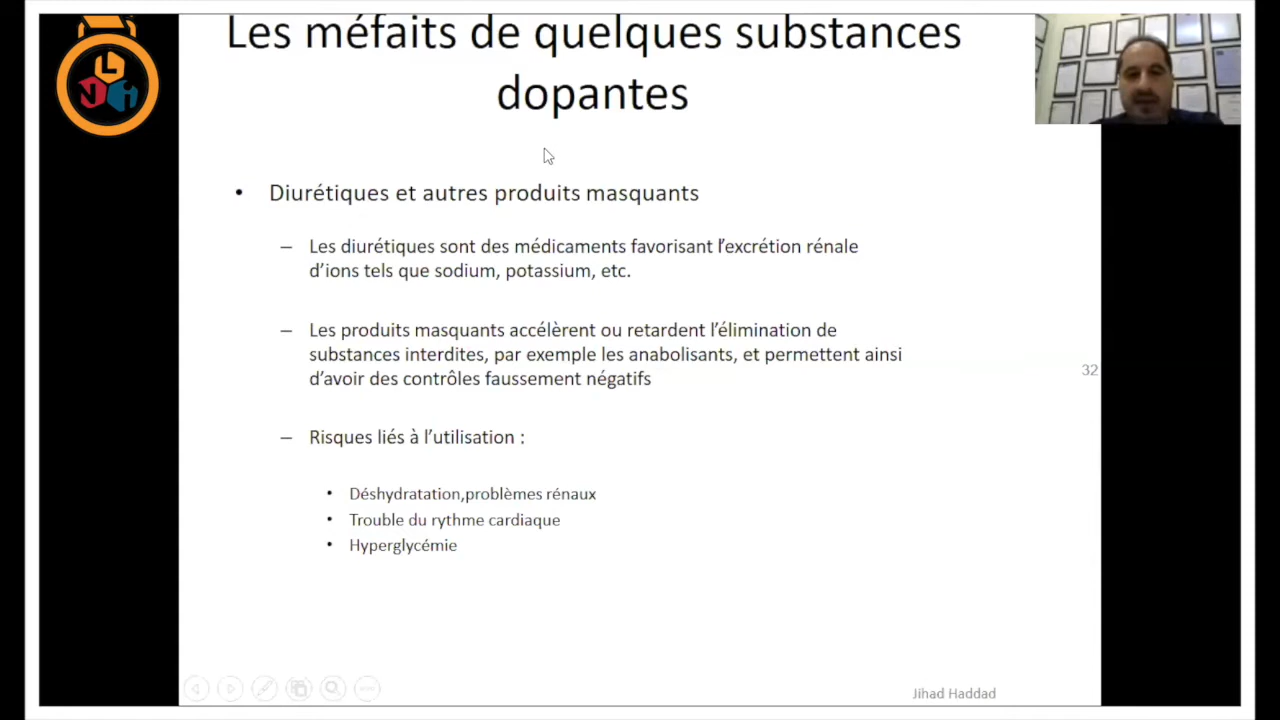 Les méfaits de quelques substances
dopantes
L
J
i
• Diurétiques et autres produits masquants
– Les diurétiques sont des médicaments favorisant l’excrétion rénale
d’ions tels que sodium, potassium, etc.
– Les produits masquants accélèrent ou retardent l’élimination de
substances interdites, par exemple les anabolisants, et permettent ainsi
d’avoir des contrôles faussement négatifs
32
– Risques liés à l’utilisation :
• Déshydratation,problèmes rénaux
• Trouble du rythme cardiaque
• Hyperglycémie
Jihad Haddad